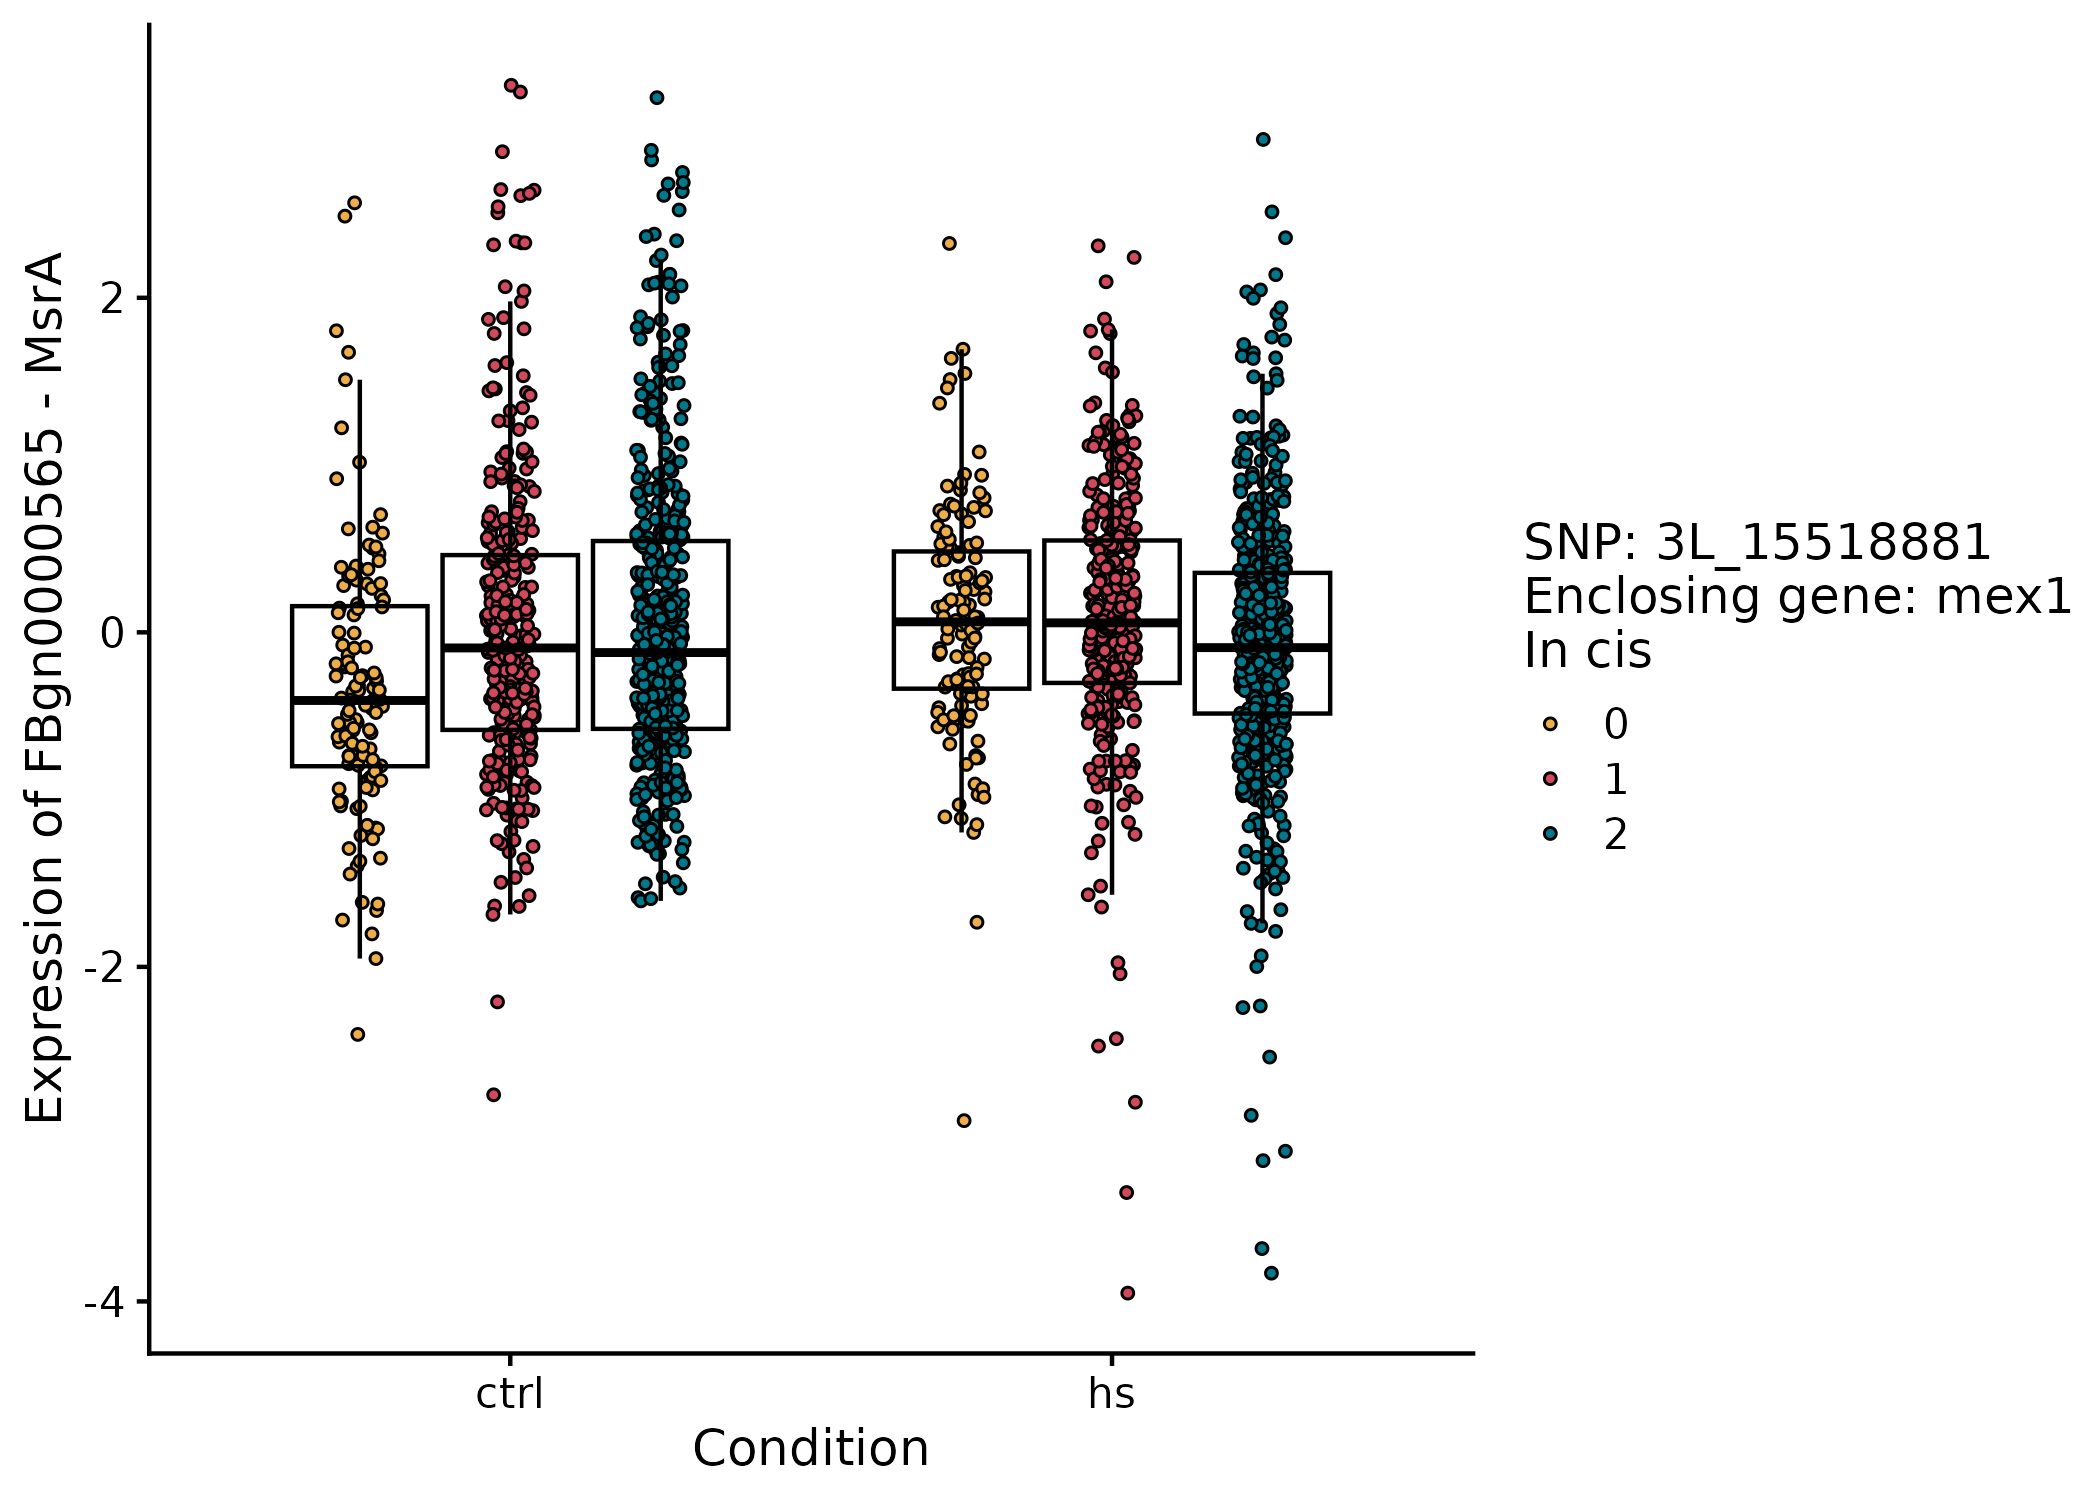 Expression of FBgn0000565 - MsrA
2
0
-2
-4
ctrl
hs
Condition
SNP: 3L_15518881
Enclosing gene: mex1
In cis
0
1
2